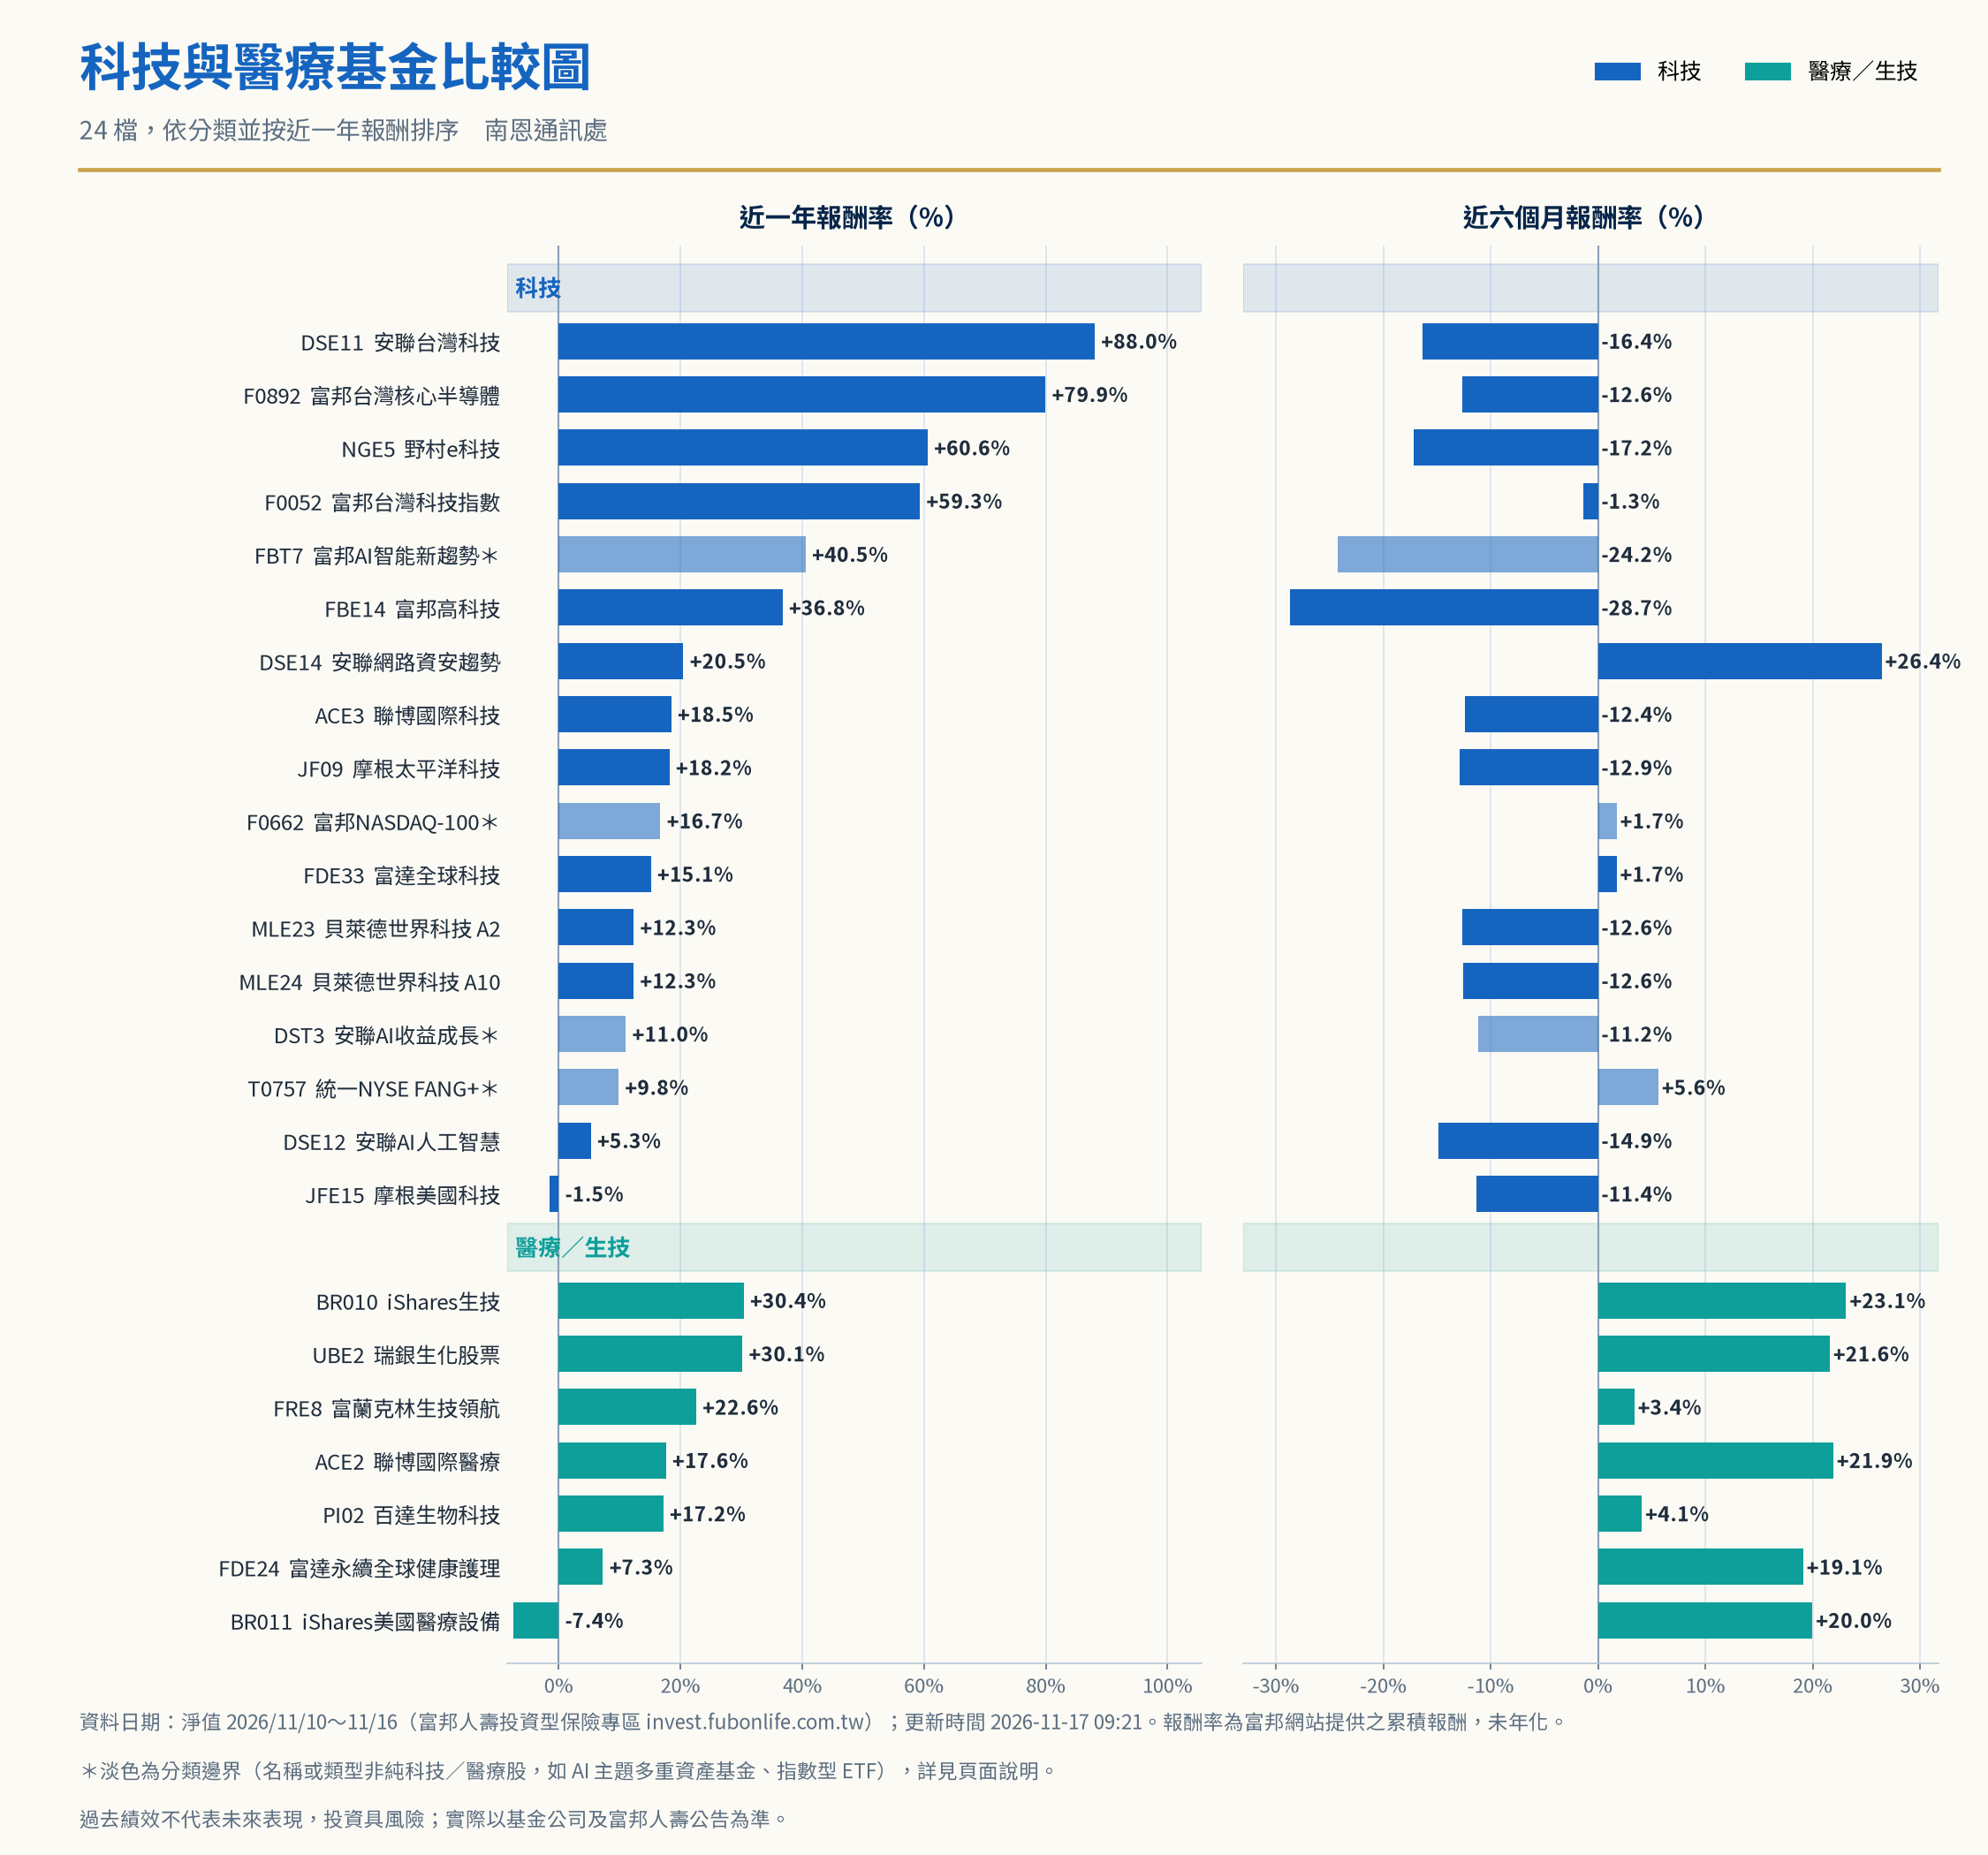 科技與醫療基金比較圖
科技
醫療／生技
24 檔，依分類並按近一年報酬排序　南恩通訊處
近一年報酬率（%）
近六個月報酬率（%）
科技
DSE11 安聯台灣科技 +88.0% -16.4%
F0892 富邦台灣核心半導體 +79.9% -12.6%
NGE5 野村e科技 +60.6% -17.2%
F0052 富邦台灣科技指數 +59.3% -1.3%
FBT7 富邦AI智能新趨勢＊ +40.5% -24.2%
FBE14 富邦高科技 +36.8% -28.7%
DSE14 安聯網路資安趨勢 +20.5% +26.4%
ACE3 聯博國際科技 +18.5% -12.4%
JF09 摩根太平洋科技 +18.2% -12.9%
F0662 富邦NASDAQ-100＊ +16.7% +1.7%
FDE33 富達全球科技 +15.1% +1.7%
MLE23 貝萊德世界科技 A2 +12.3% -12.6%
MLE24 貝萊德世界科技 A10 +12.3% -12.6%
DST3 安聯AI收益成長＊ +11.0% -11.2%
T0757 統一NYSE FANG+＊ +9.8% +5.6%
DSE12 安聯AI人工智慧 +5.3% -14.9%
JFE15 摩根美國科技 -1.5% -11.4%
醫療／生技
BR010 iShares生技 +30.4% +23.1%
UBE2 瑞銀生化股票 +30.1% +21.6%
FRE8 富蘭克林生技領航 +22.6% +3.4%
ACE2 聯博國際醫療 +17.6% +21.9%
PI02 百達生物科技 +17.2% +4.1%
FDE24 富達永續全球健康護理 +7.3% +19.1%
BR011 iShares美國醫療設備 -7.4% +20.0%
0% 20% 40% 60% 80% 100% -30% -20% -10% 0% 10% 20% 30%
資料日期：淨值 2026/11/10～11/16（富邦人壽投資型保險專區 invest.fubonlife.com.tw）；更新時間 2026-11-17 09:21。報酬率為富邦網站提供之累積報酬，未年化。
＊淡色為分類邊界（名稱或類型非純科技／醫療股，如 AI 主題多重資產基金、指數型 ETF），詳見頁面說明。
過去績效不代表未來表現，投資具風險；實際以基金公司及富邦人壽公告為準。